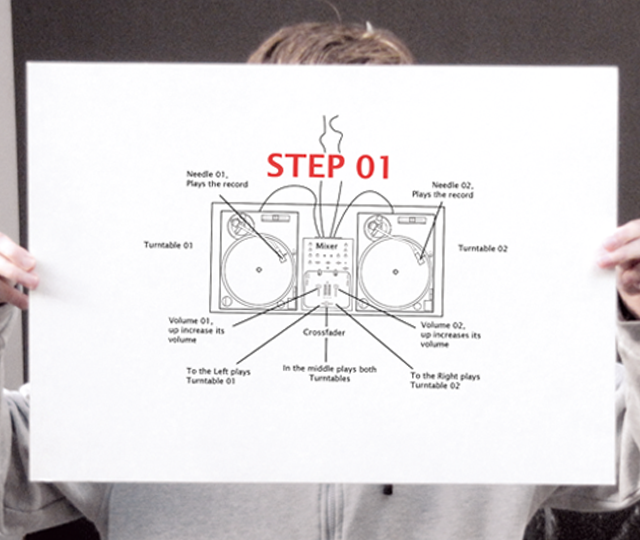 STEP 01
Needle 01,
Plays the record
Needle 02,
Plays the record
Turntable 01
Mixer
Turntable 02
Volume 01,
up increase its
volume
Crossfader
Volume 02,
up increases its
volume
To the Left plays
Turntable 01
In the middle plays both
Turntables
To the Right plays
Turntable 02